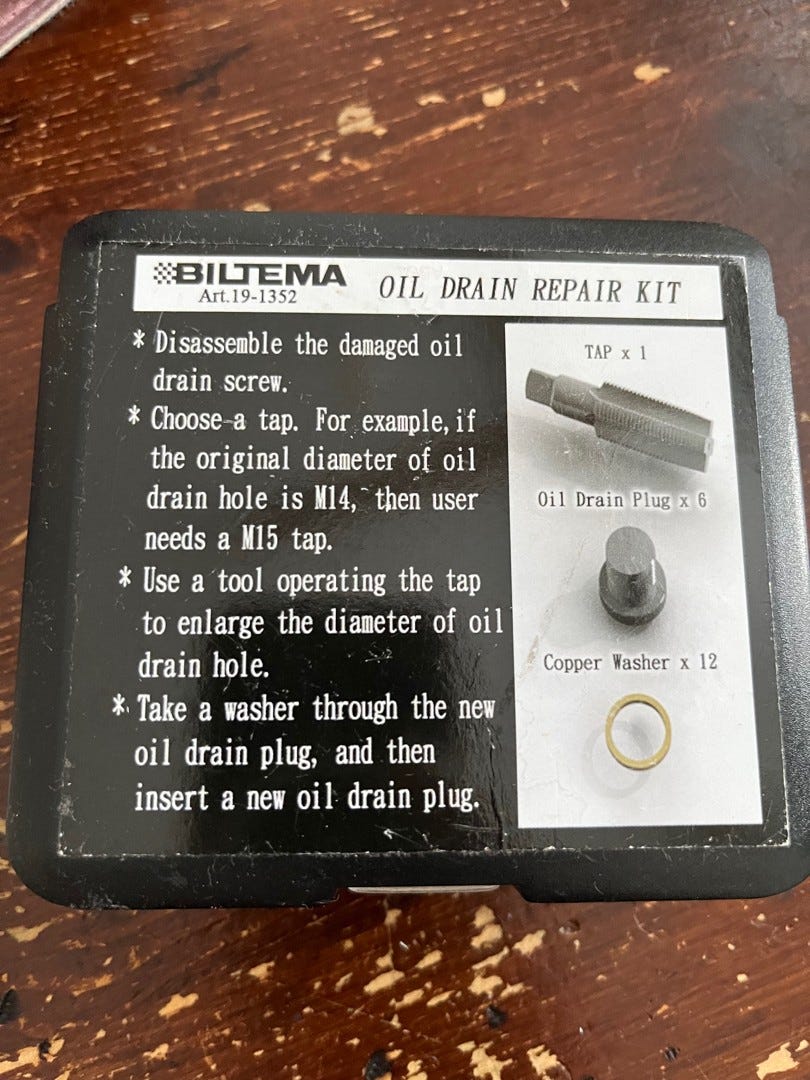 BILTEMA
Art.19-1352
OIL DRAIN REPAIR KIT
* Disassemble the damaged oil
drain screw.
* Choose a tap. For example, if
the original diameter of oil
drain hole is M14, then user
needs a M15 tap.
* Use a tool operating the tap
to enlarge the diameter of oil
drain hole.
* Take a washer through the new
oil drain plug, and then
insert a new oil drain plug.
TAP x 1
Oil Drain Plug x 6
Copper Washer x 12